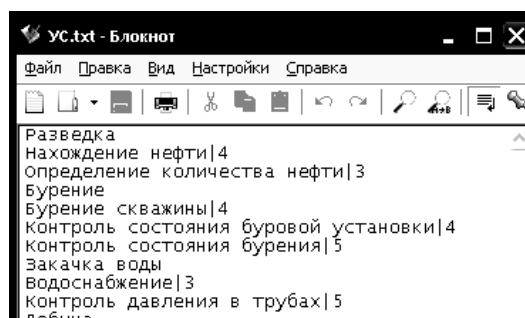 УС.txt - Блокнот
Файл Правка Вид Настройки Справка
Разведка
Нахождение нефти|4
Определение количества нефти|3
Бурение
Бурение скважины|4
Контроль состояния буровой установки|4
Контроль состояния бурения|5
Закачка воды
Водоснабжение|3
Контроль давления в трубах|5